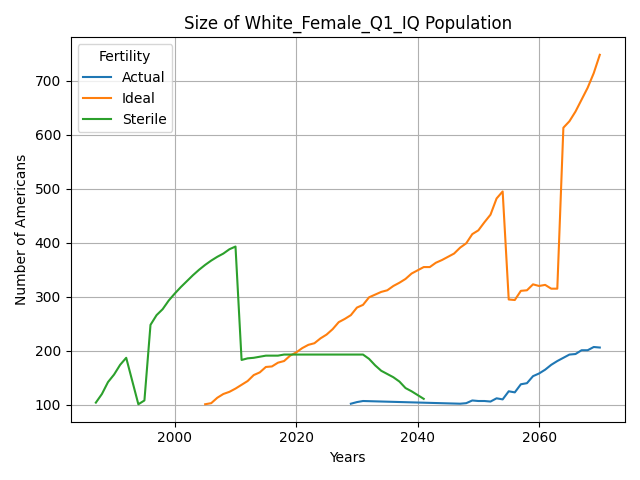 Size of White_Female_Q1_IQ Population
Fertility
Actual
Ideal
Sterile
Number of Americans
700
600
500
400
300
200
100
2000
2020
2040
2060
Years